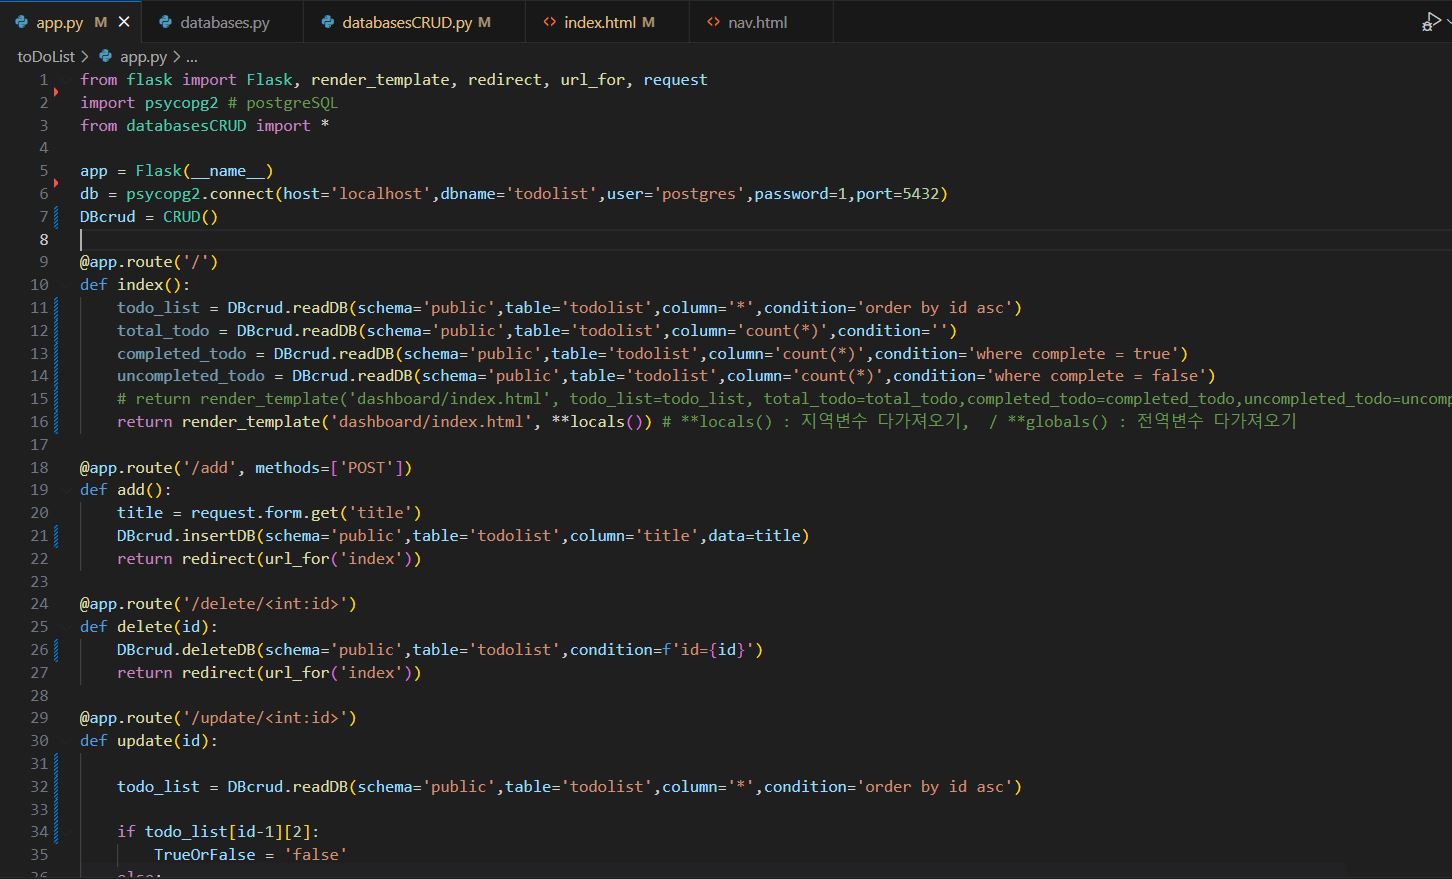 app.py M
databases.py
databasesCRUD.py M
index.html M
nav.html
toDoList > app.py > ...
1 from flask import Flask, render_template, redirect, url_for, request
2 import psycopg2 # postgreSQL
3 from databasesCRUD import *
4
5 app = Flask(__name__)
6 db = psycopg2.connect(host='localhost',dbname='todolist',user='postgres',password=1,port=5432)
7 DBcrud = CRUD()
8
9 @app.route('/')
10 def index():
11 todo_list = DBcrud.readDB(schema='public',table='todolist',column='*',condition='order by id asc')
12 total_todo = DBcrud.readDB(schema='public',table='todolist',column='count(*)',condition='')
13 completed_todo = DBcrud.readDB(schema='public',table='todolist',column='count(*)',condition='where complete = true')
14 uncompleted_todo = DBcrud.readDB(schema='public',table='todolist',column='count(*)',condition='where complete = false')
15 # return render_template('dashboard/index.html', todo_list=todo_list, total_todo=total_todo,completed_todo=completed_todo,uncompleted_todo=uncomp
16 return render_template('dashboard/index.html', **locals()) # **locals() : 지역변수 다가져오기, / **globals() : 전역변수 다가져오기
17
18 @app.route('/add', methods=['POST'])
19 def add():
20 title = request.form.get('title')
21 DBcrud.insertDB(schema='public',table='todolist',column='title',data=title)
22 return redirect(url_for('index'))
23
24 @app.route('/delete/<int:id>')
25 def delete(id):
26 DBcrud.deleteDB(schema='public',table='todolist',condition=f'id={id}')
27 return redirect(url_for('index'))
28
29 @app.route('/update/<int:id>')
30 def update(id):
31
32 todo_list = DBcrud.readDB(schema='public',table='todolist',column='*',condition='order by id asc')
33
34 if todo_list[id-1][2]:
35 TrueOrFalse = 'false'
36 else: